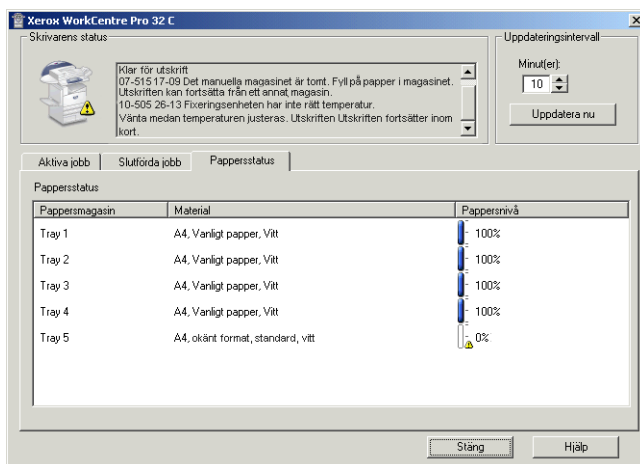 Xerox WorkCentre Pro 32 C
Skrivarens status
Klar för utskrift
07-515 17-09 Det manuella magasinet är tomt. Fyll på papper i magasinet.
Utskriften kan fortsätta från ett annat magasin.
10-505 26-13 Fixeringsenheten har inte rätt temperatur.
Vänta medan temperaturen justeras. Utskriften Utskriften fortsätter inom
kort.
Uppdateringsintervall
Minut(er):
10
Uppdatera nu
Aktiva jobb Slutförda jobb Pappersstatus
Pappersstatus
Pappersmagasin Material Pappersnivå
Tray 1 A4, Vanligt papper, Vitt 100%
Tray 2 A4, Vanligt papper, Vitt 100%
Tray 3 A4, Vanligt papper, Vitt 100%
Tray 4 A4, Vanligt papper, Vitt 100%
Tray 5 A4, okänt format, standard, vitt 0%
Stäng Hjälp